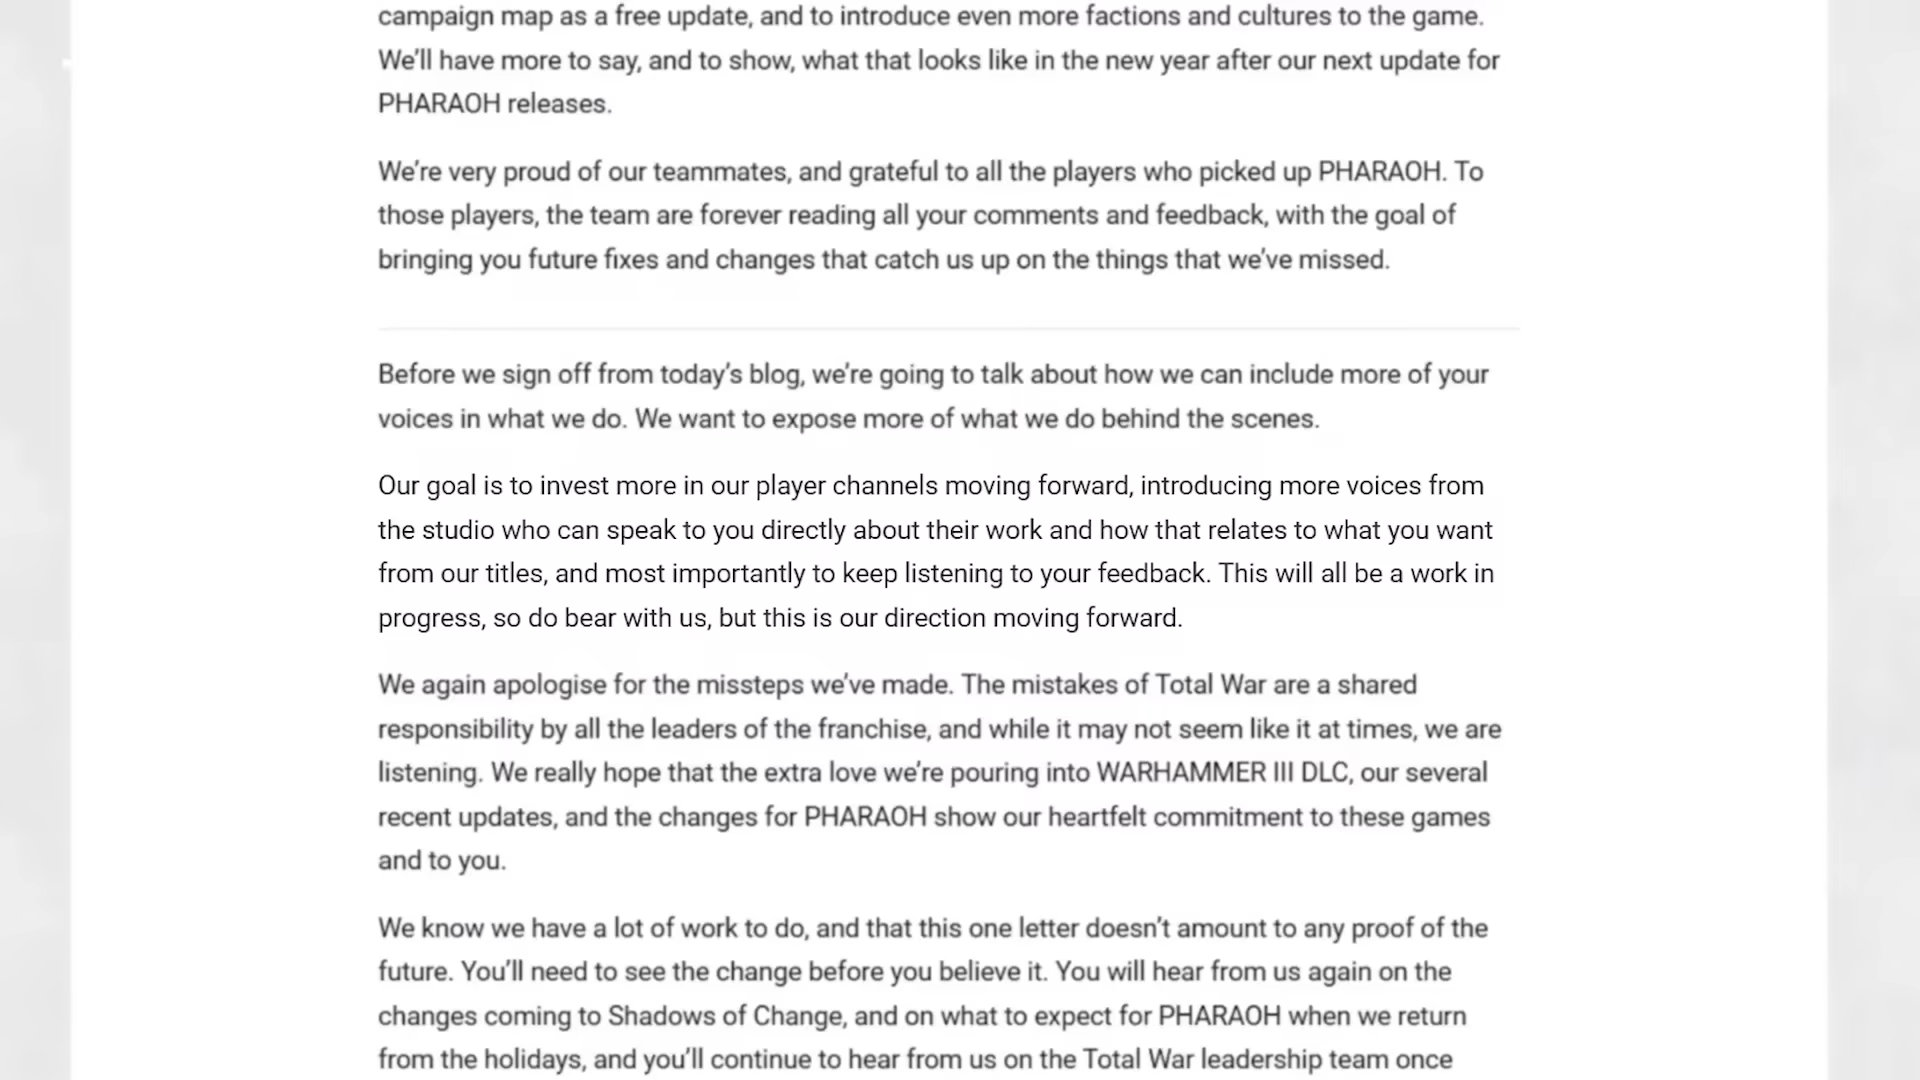 campaign map as a free update, and to introduce even more factions and cultures to the game.
We'll have more to say, and to show, what that looks like in the new year after our next update for
PHARAOH releases.
We're very proud of our teammates, and grateful to all the players who picked up PHARAOH. To
those players, the team are forever reading all your comments and feedback, with the goal of
bringing you future fixes and changes that catch us up on the things that we've missed.
Before we sign off from today's blog, we're going to talk about how we can include more of your
voices in what we do. We want to expose more of what we do behind the scenes.
Our goal is to invest more in our player channels moving forward, introducing more voices from
the studio who can speak to you directly about their work and how that relates to what you want
from our titles, and most importantly to keep listening to your feedback. This will all be a work in
progress, so do bear with us, but this is our direction moving forward.
We again apologise for the missteps we've made. The mistakes of Total War are a shared
responsibility by all the leaders of the franchise, and while it may not seem like it at times, we are
listening. We really hope that the extra love we're pouring into WARHAMMER III DLC, our several
recent updates, and the changes for PHARAOH show our heartfelt commitment to these games
and to you.
We know we have a lot of work to do, and that this one letter doesn't amount to any proof of the
future. You'll need to see the change before you believe it. You will hear from us again on the
changes coming to Shadows of Change, and on what to expect for PHARAOH when we return
from the holidays, and you'll continue to hear from us on the Total War leadership team once